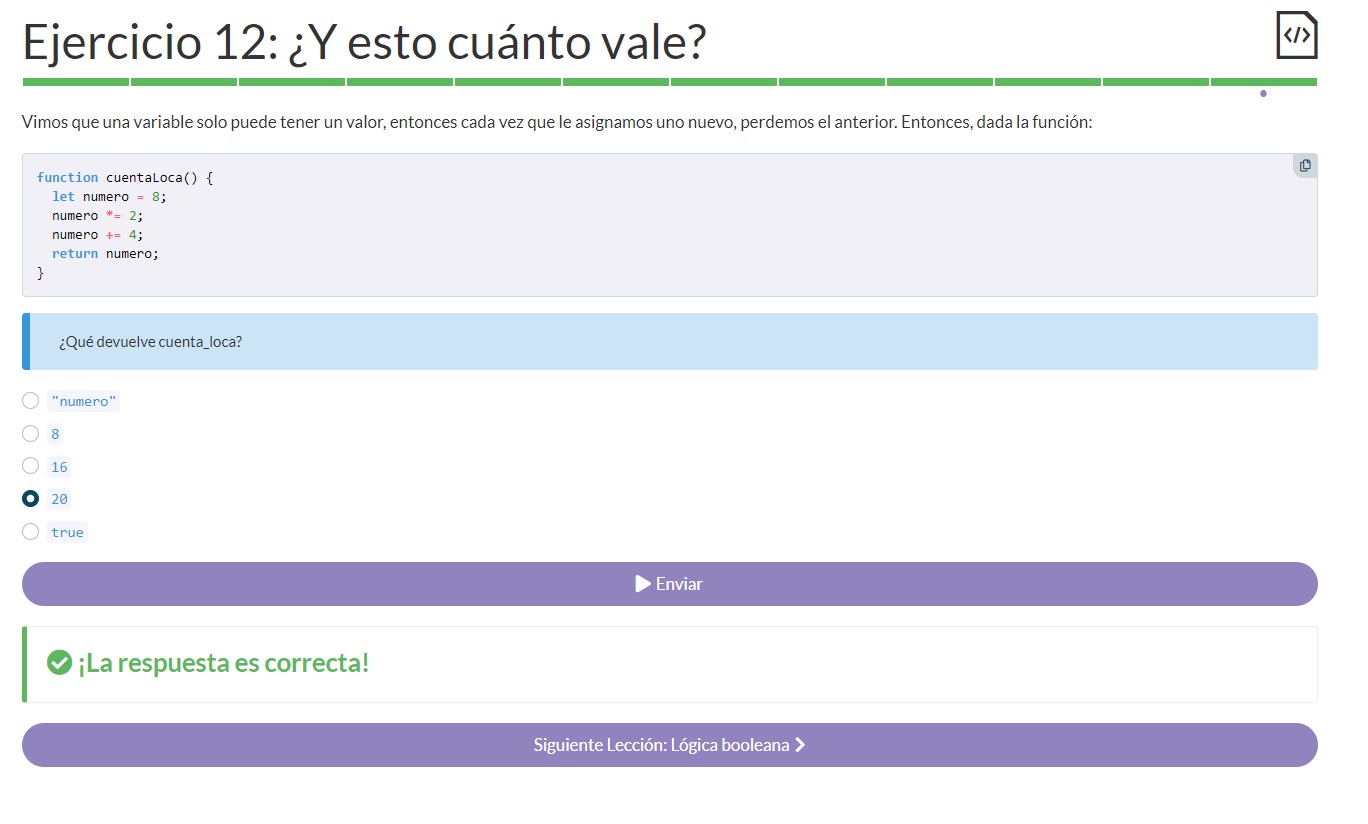 Ejercicio 12: ¿Y esto cuánto vale?
</>
Vimos que una variable solo puede tener un valor, entonces cada vez que le asignamos uno nuevo, perdemos el anterior. Entonces, dada la función:
function cuentaLoca() {
  let numero = 8;
  numero *= 2;
  numero += 4;
  return numero;
}
¿Qué devuelve cuenta_loca?
"numero"
8
16
20
true
Enviar
¡La respuesta es correcta!
Siguiente Lección: Lógica booleana